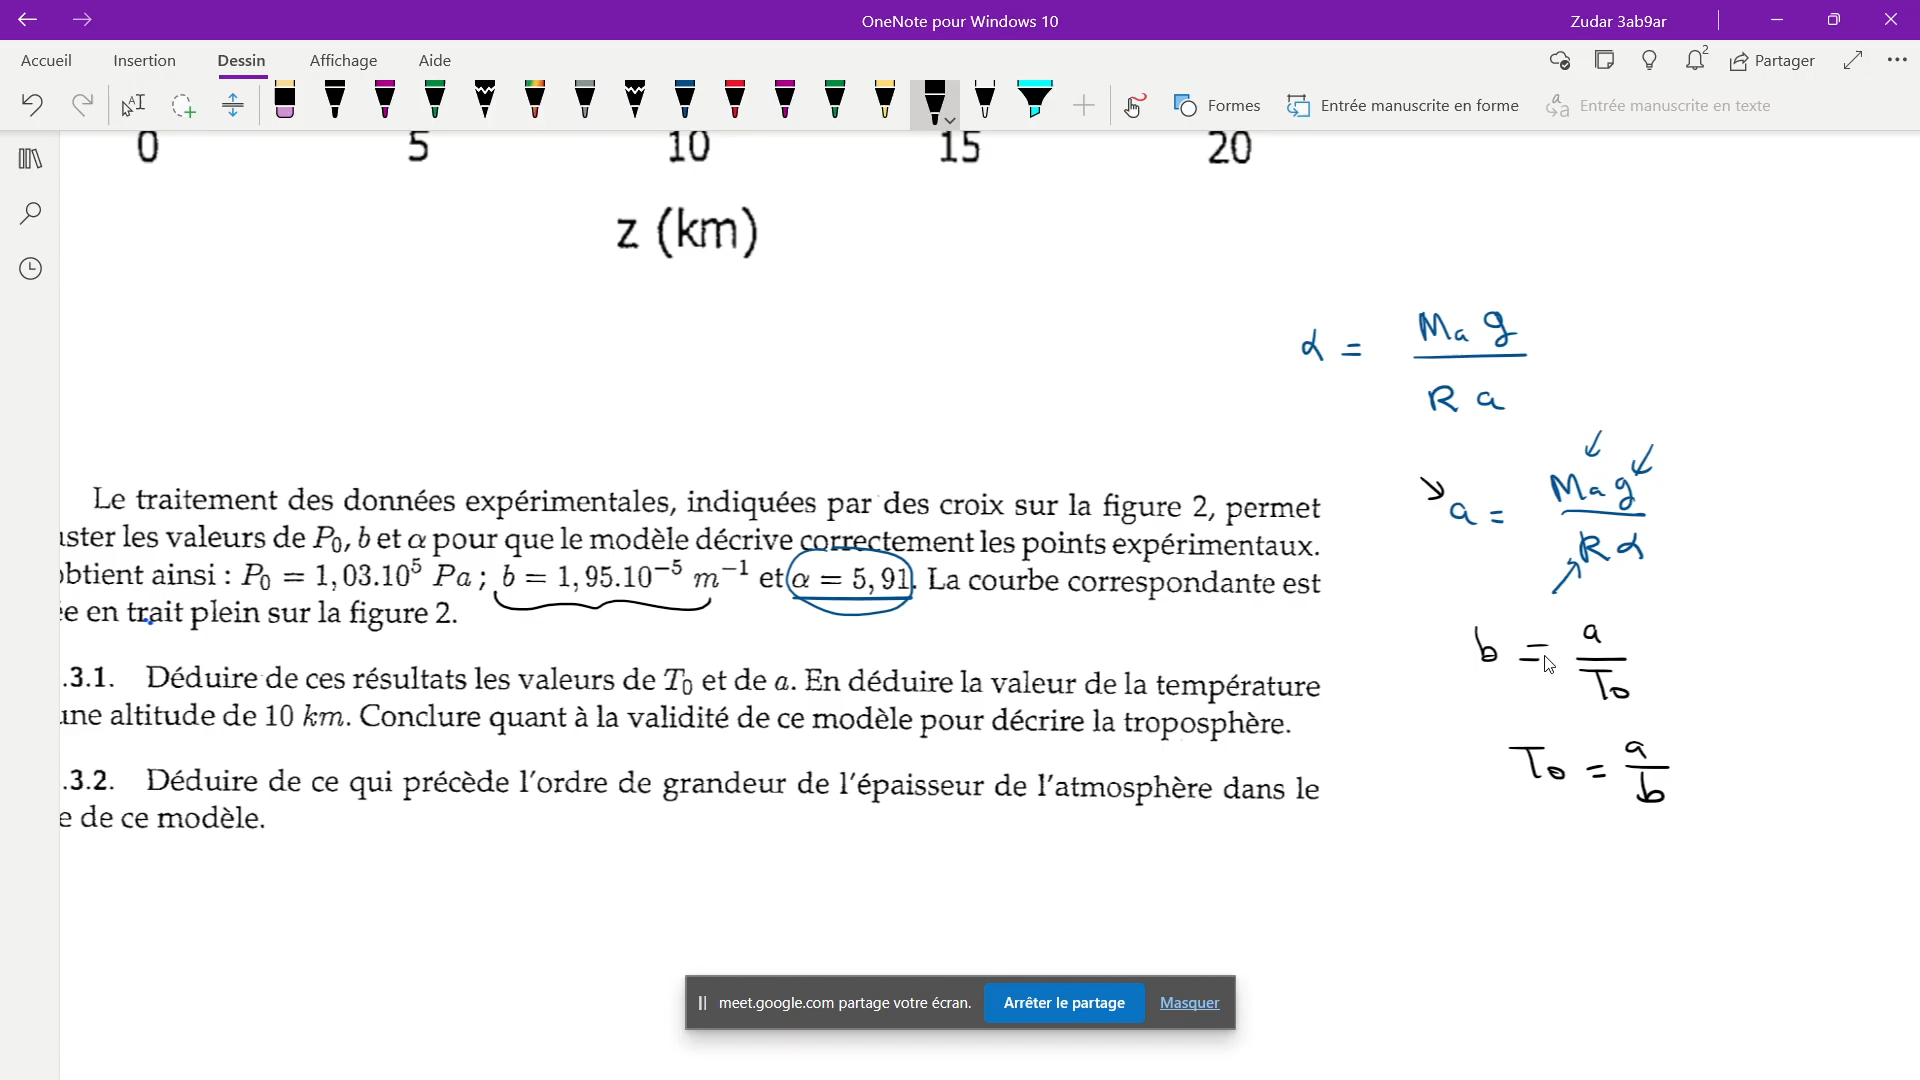 OneNote pour Windows 10
Zudar 3ab9ar
Accueil Insertion Dessin Affichage Aide
2
Partager
Formes
Entrée manuscrite en forme
Entrée manuscrite en texte
0 5 10 15 20
z (km)
α = Ma g / R a
a = Ma g / R α
Le traitement des données expérimentales, indiquées par des croix sur la figure 2, permet
uster les valeurs de P₀, b et α pour que le modèle décrive correctement les points expérimentaux.
obtient ainsi : P₀ = 1,03.10⁵ Pa ; b = 1,95.10⁻⁵ m⁻¹ et α = 5,91. La courbe correspondante est
ée en trait plein sur la figure 2.
b = a / T₀
.3.1. Déduire de ces résultats les valeurs de T₀ et de a. En déduire la valeur de la température
une altitude de 10 km. Conclure quant à la validité de ce modèle pour décrire la troposphère.
T₀ = a / b
.3.2. Déduire de ce qui précède l'ordre de grandeur de l'épaisseur de l'atmosphère dans le
e de ce modèle.
meet.google.com partage votre écran.
Arrêter le partage
Masquer